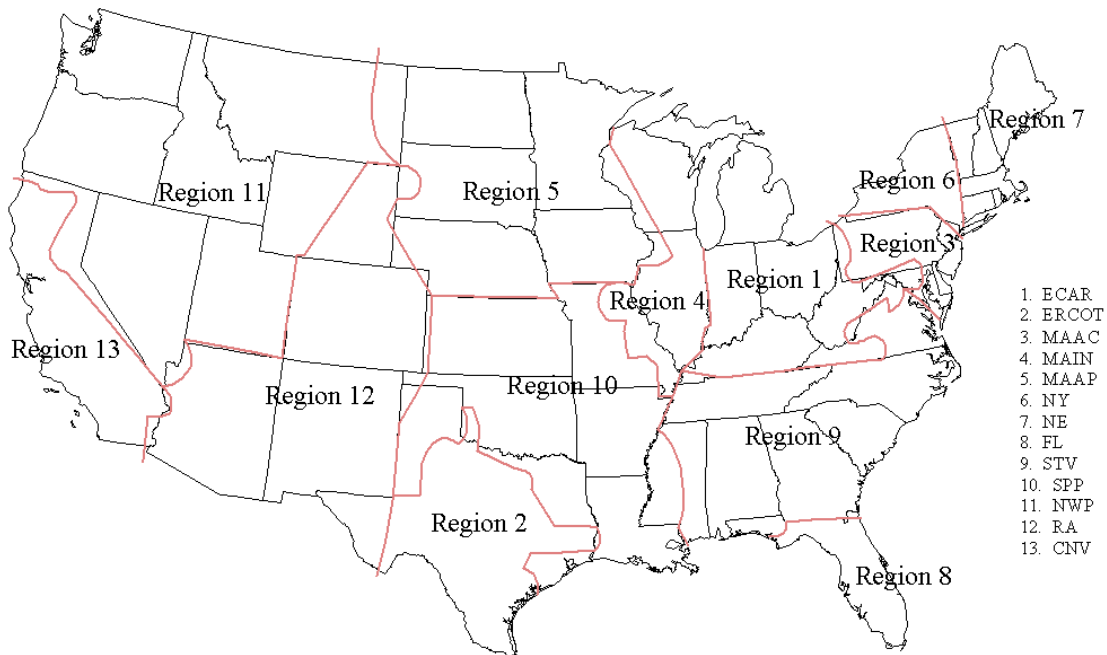 Region 7
Region 11
Region 5
Region 6
Region 3
Region 1
Region 4
Region 13
Region 12
Region 10
Region 9
Region 2
Region 8
1. ECAR
2. ERCOT
3. MAAC
4. MAIN
5. MAAP
6. NY
7. NE
8. FL
9. STV
10. SPP
11. NWP
12. RA
13. CNV